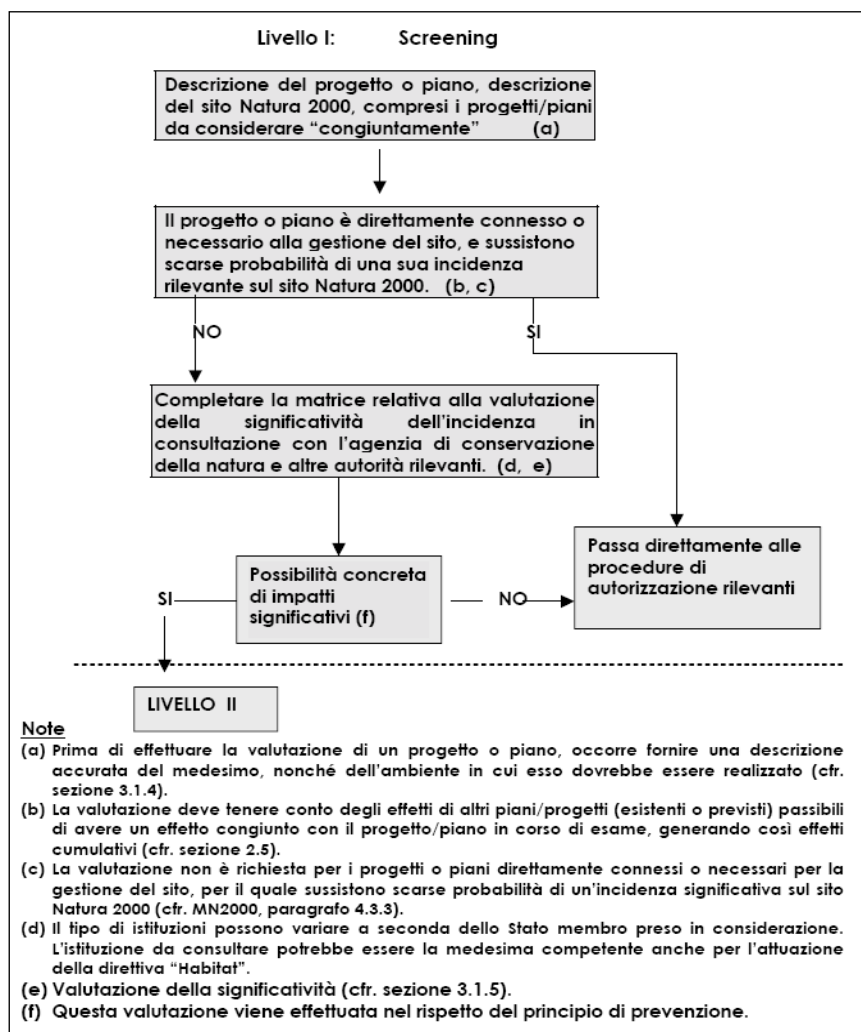 Livello I: Screening
Descrizione del progetto o piano, descrizione
del sito Natura 2000, compresi i progetti/piani
da considerare “congiuntamente” (a)
Il progetto o piano è direttamente connesso o
necessario alla gestione del sito, e sussistono
scarse probabilità di una sua incidenza
rilevante sul sito Natura 2000. (b, c)
NO
SI
Completare la matrice relativa alla valutazione
della significatività dell’incidenza in
consultazione con l’agenzia di conservazione
della natura e altre autorità rilevanti. (d, e)
Passa direttamente alle
procedure di
autorizzazione rilevanti
Possibilità concreta
di impatti
significativi (f)
SI
NO
LIVELLO II
Note
(a) Prima di effettuare la valutazione di un progetto o piano, occorre fornire una descrizione
accurata del medesimo, nonché dell’ambiente in cui esso dovrebbe essere realizzato (cfr.
sezione 3.1.4).
(b) La valutazione deve tenere conto degli effetti di altri piani/progetti (esistenti o previsti) passibili
di avere un effetto congiunto con il progetto/piano in corso di esame, generando così effetti
cumulativi (cfr. sezione 2.5).
(c) La valutazione non è richiesta per i progetti o piani direttamente connessi o necessari per la
gestione del sito, per il quale sussistono scarse probabilità di un’incidenza significativa sul sito
Natura 2000 (cfr. MN2000, paragrafo 4.3.3).
(d) Il tipo di istituzioni possono variare a seconda dello Stato membro preso in considerazione.
L’istituzione da consultare potrebbe essere la medesima competente anche per l’attuazione
della direttiva “Habitat”.
(e) Valutazione della significatività (cfr. sezione 3.1.5).
(f) Questa valutazione viene effettuata nel rispetto del principio di prevenzione.